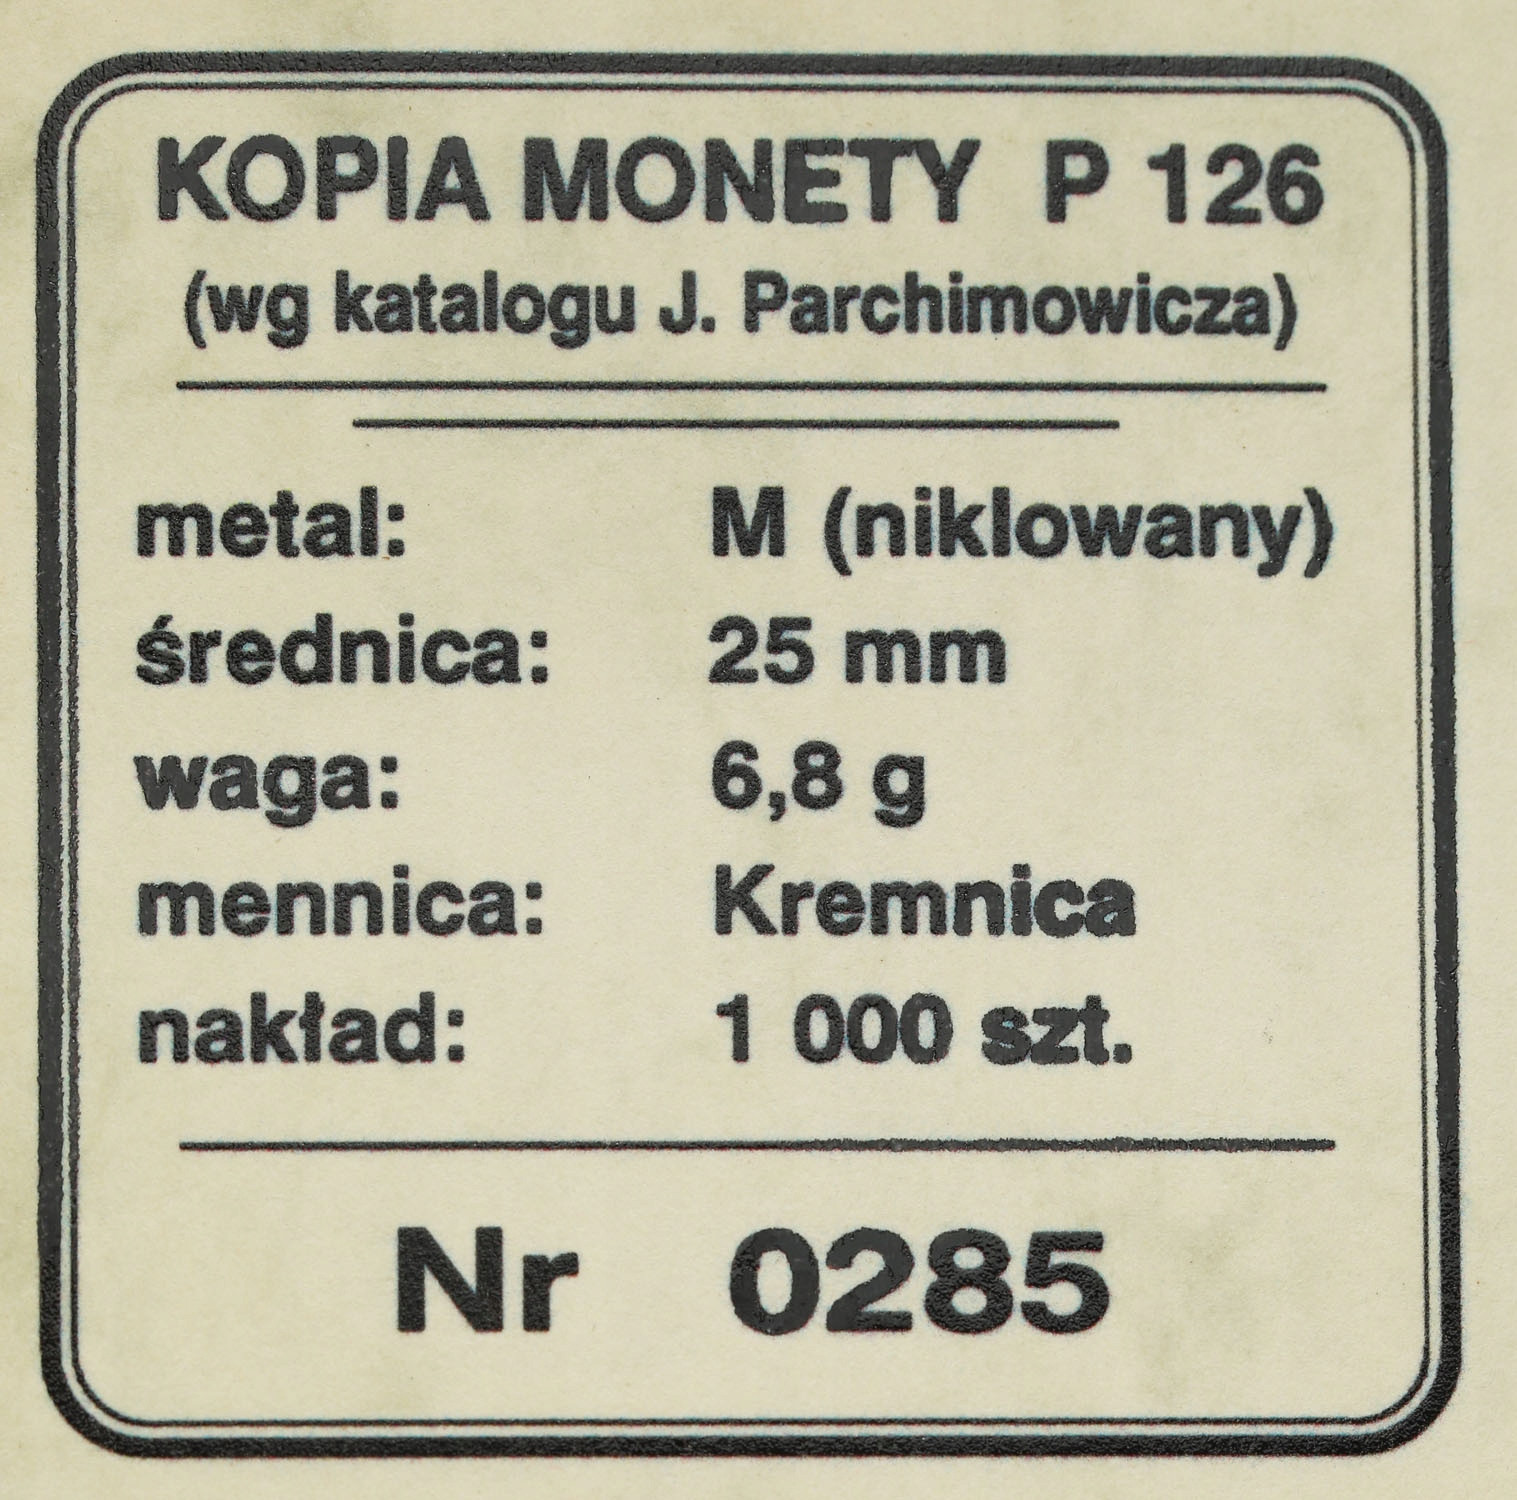 KOPIA MONETY P 126
(wg katalogu J. Parchimowicza)
metal: M (niklowany)
średnica: 25 mm
waga: 6,8 g
mennica: Kremnica
nakład: 1 000 szt.
Nr 0285